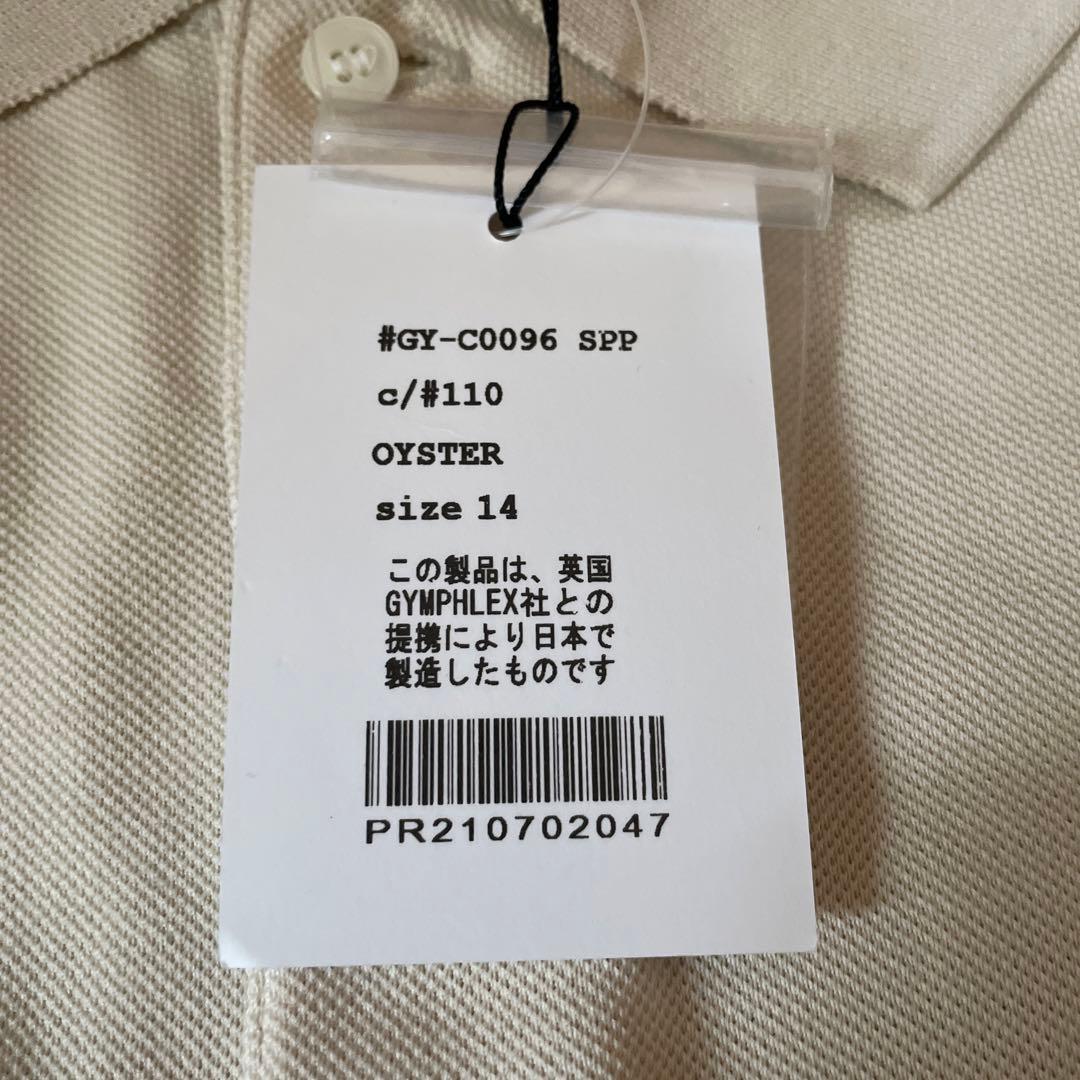 #GY-C0096 SPP
c/#110
OYSTER
size 14
この製品は、英国
GYMPHLEX社との
提携により日本で
製造したものです
PR210702047